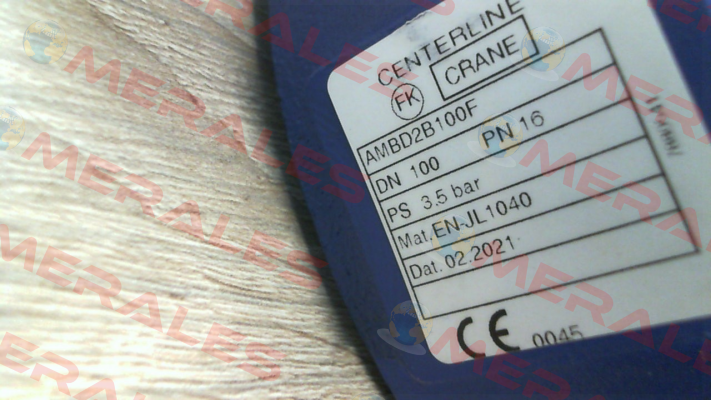 CENTERLINE
FK CRANE
AMBD2B100F
DN 100 PN 16
PS 3.5 bar
Mat. EN-JL1040
Dat. 02.2021
CE 0045
MERALES
MERALES
MERALES
MERALES
MERALES
MERALES